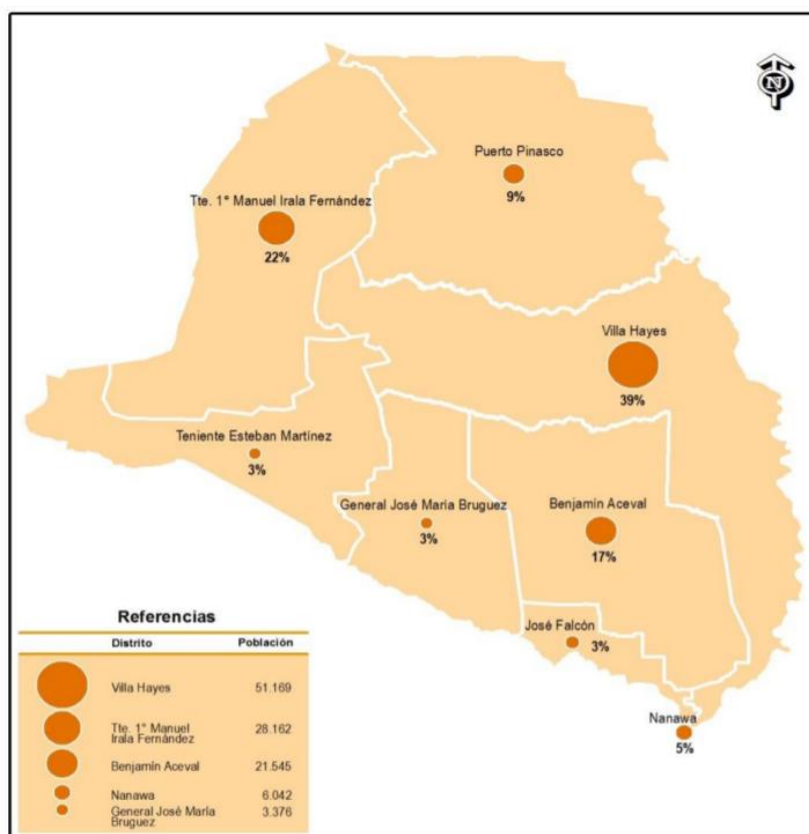 N
Puerto Pinasco
9%
Tte. 1° Manuel Irala Fernández
22%
Villa Hayes
39%
Teniente Esteban Martínez
3%
General José María Bruguez
3%
Benjamín Aceval
17%
José Falcón
3%
Nanawa
5%
Referencias
Distrito Población
Villa Hayes 51.169
Tte. 1° Manuel
Irala Fernández 28.162
Benjamín Aceval 21.545
Nanawa 6.042
General José María
Bruguez 3.376